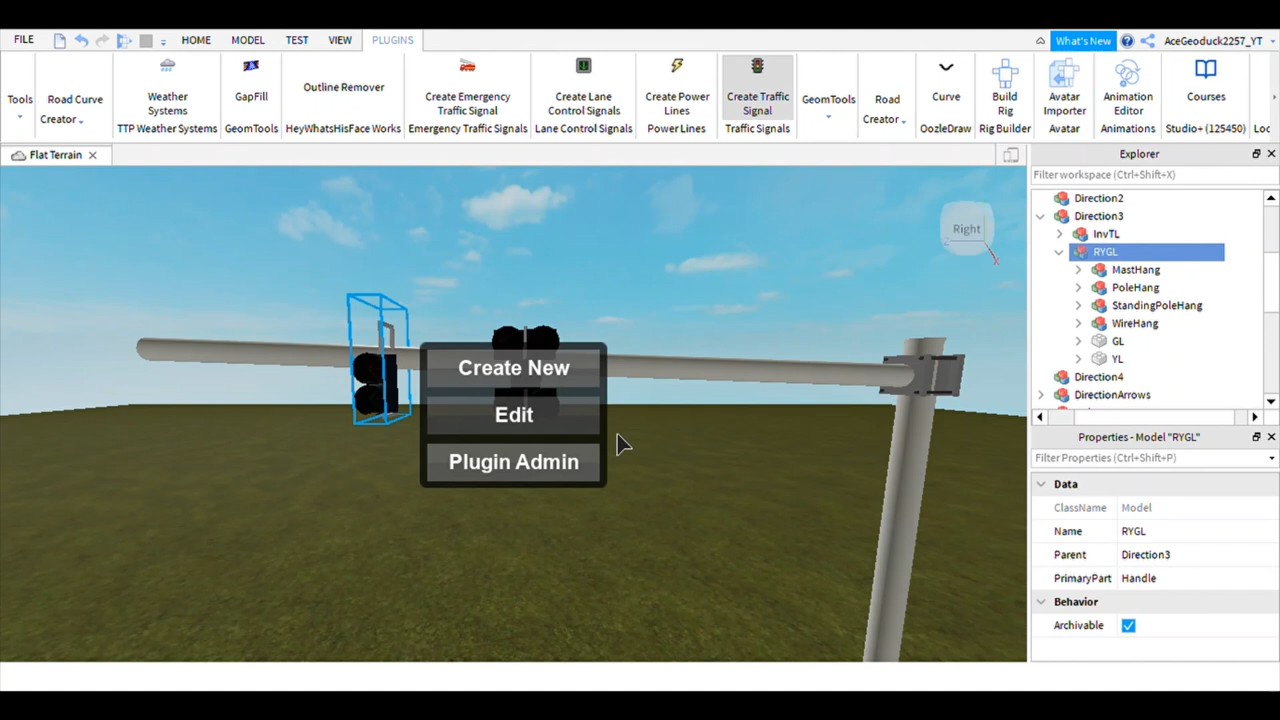 FILE
HOME
MODEL
TEST
VIEW
PLUGINS
What's New
AceGeoduck2257_YT
Tools
Road Curve
Creator
Weather
Systems
TTP Weather Systems
GapFill
GeomTools
Outline Remover
HeyWhatsHisFace Works
Create Emergency
Traffic Signal
Emergency Traffic Signals
Create Lane
Control Signals
Lane Control Signals
Create Power
Lines
Power Lines
Create Traffic
Signal
Traffic Signals
GeomTools
Road
Creator
Curve
OozleDraw
Build
Rig
Rig Builder
Avatar
Importer
Avatar
Animation
Editor
Animations
Courses
Studio+ (125450)
Loc
Flat Terrain
Right
Create New
Edit
Plugin Admin
Explorer
Filter workspace (Ctrl+Shift+X)
Direction2
Direction3
InvTL
RYGL
MastHang
PoleHang
StandingPoleHang
WireHang
GL
YL
Direction4
DirectionArrows
Properties - Model "RYGL"
Filter Properties (Ctrl+Shift+P)
Data
ClassName Model
Name RYGL
Parent Direction3
PrimaryPart Handle
Behavior
Archivable